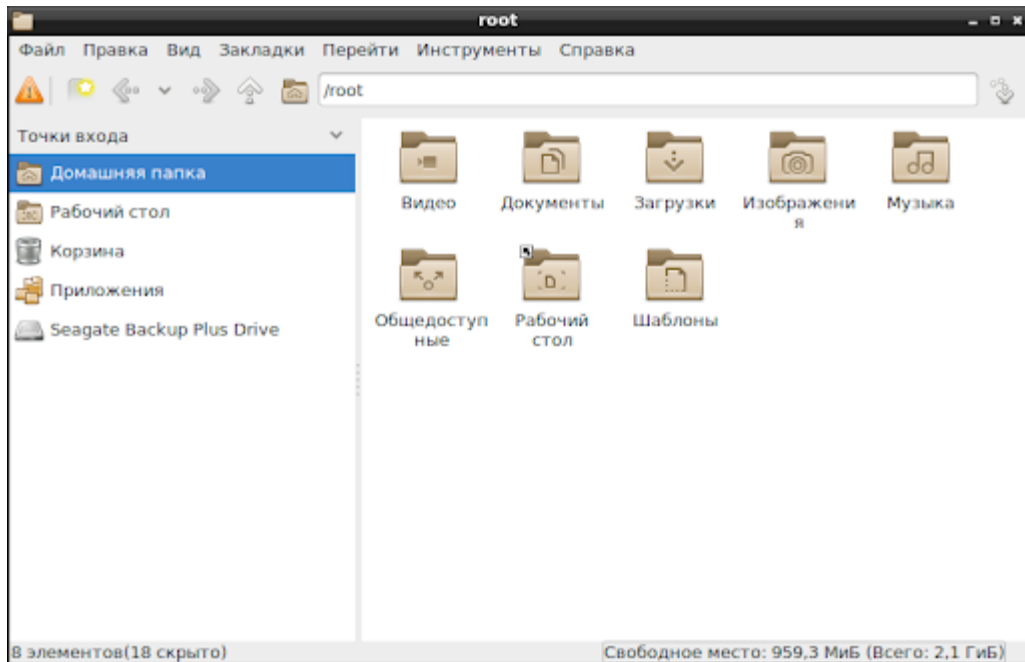 root
Файл Правка Вид Закладки Перейти Инструменты Справка
/root
Точки входа
Домашняя папка
Рабочий стол
Корзина
Приложения
Seagate Backup Plus Drive
Видео Документы Загрузки Изображени Музыка
я
Общедоступ Рабочий Шаблоны
ные стол
8 элементов(18 скрыто) Свободное место: 959,3 МиБ (Всего: 2,1 ГиБ)